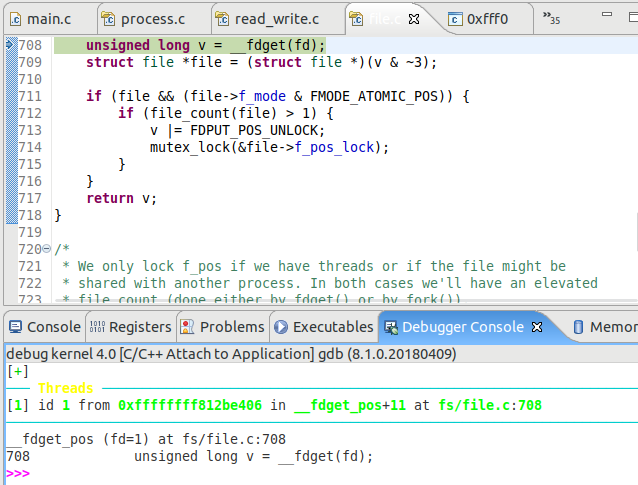 main.c process.c read_write.c file.c 0xfff0 »35
708 unsigned long v = __fdget(fd);
709 struct file *file = (struct file *)(v & ~3);
710
711 if (file && (file->f_mode & FMODE_ATOMIC_POS)) {
712 if (file_count(file) > 1) {
713 v |= FDPUT_POS_UNLOCK;
714 mutex_lock(&file->f_pos_lock);
715 }
716 }
717 return v;
718 }
719
720 /*
721 * We only lock f_pos if we have threads or if the file might be
722 * shared with another process. In both cases we'll have an elevated
723 * file count (done either by fdget() or by fork())
Console Registers Problems Executables Debugger Console Memor
debug kernel 4.0 [C/C++ Attach to Application] gdb (8.1.0.20180409)
[+]
Threads
[1] id 1 from 0xffffffff812be406 in __fdget_pos+11 at fs/file.c:708
__fdget_pos (fd=1) at fs/file.c:708
708 unsigned long v = __fdget(fd);
>>>